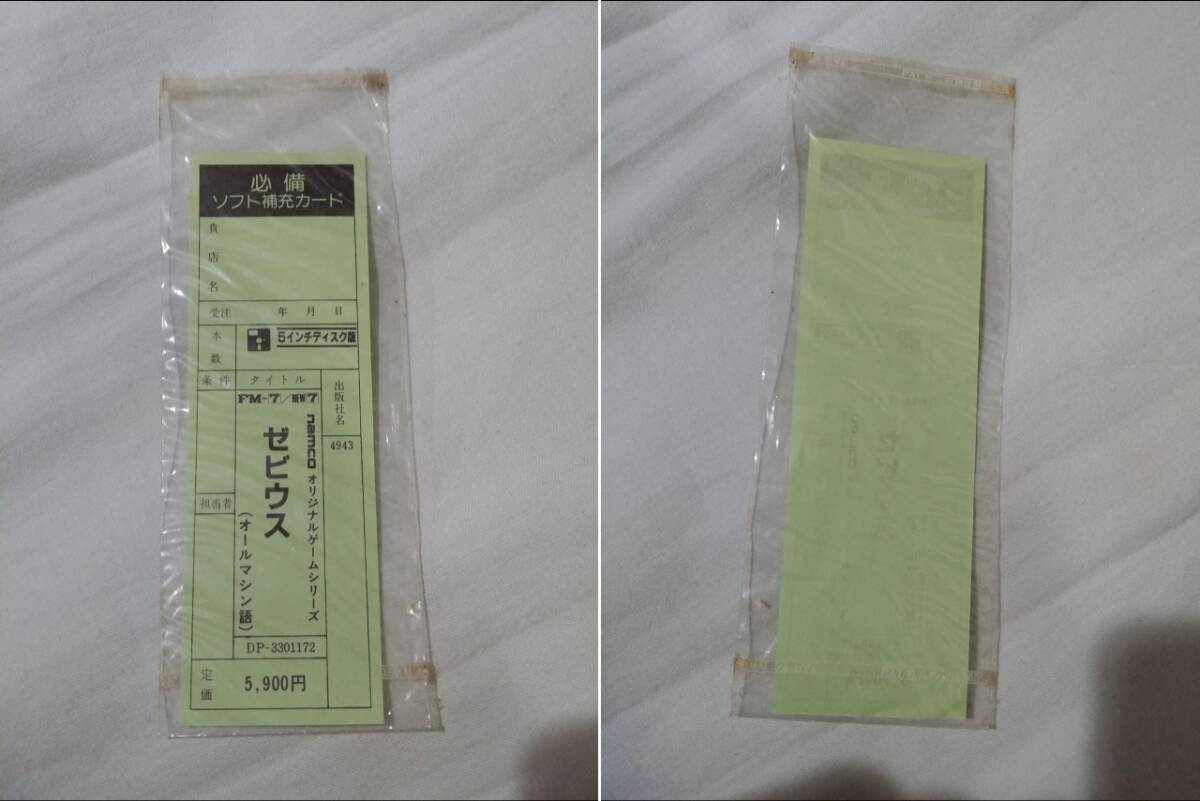 必備
ソフト補充カード
貴店名
受注 年 月 日
本数
5インチディスク版
条件
タイトル
出版社名
FM-7/NEW7
4943
namco オリジナルゲームシリーズ
ゼビウス
(オールマシン語)
担当者
DP-3301172
定価
5,900円